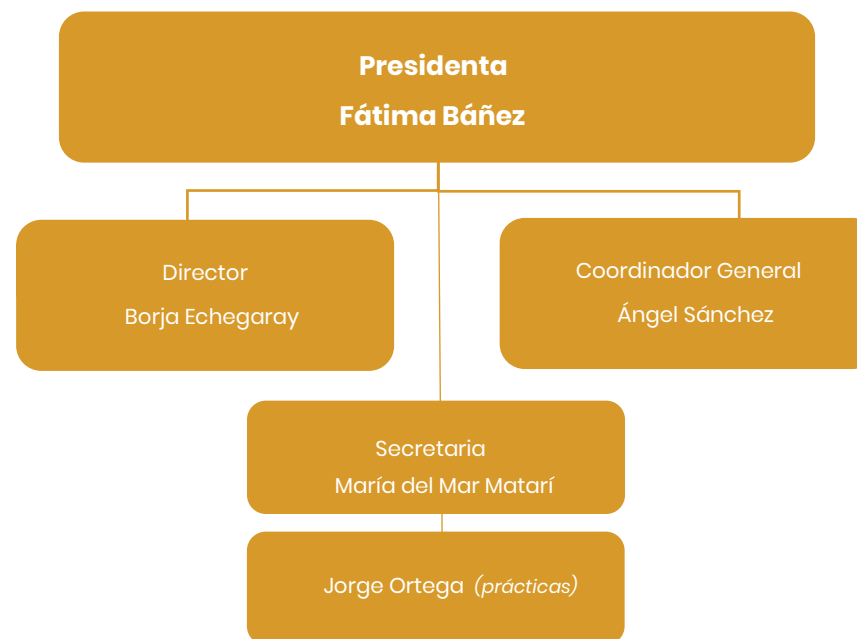 Presidenta
Fátima Báñez
Director
Borja Echegaray
Coordinador General
Ángel Sánchez
Secretaria
María del Mar Matarí
Jorge Ortega (prácticas)